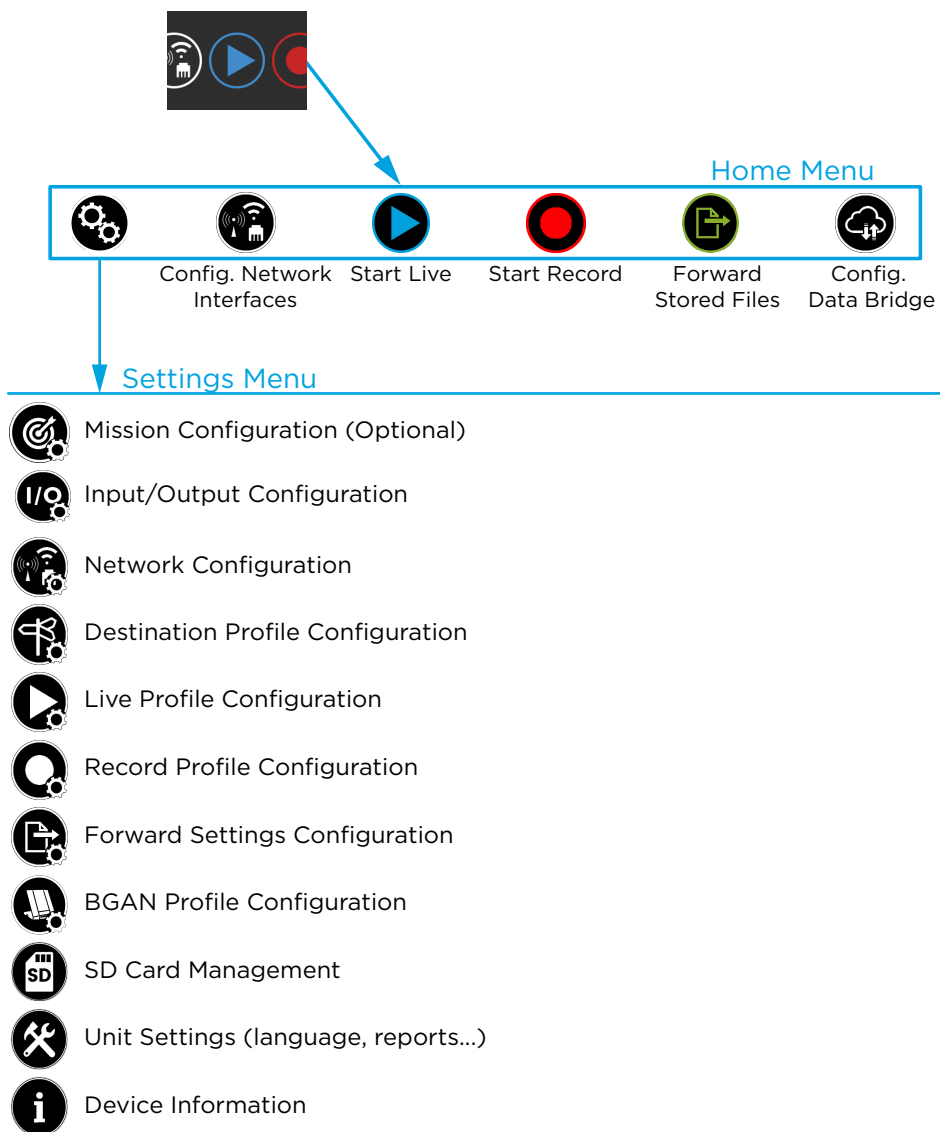 Home Menu
Config. Network
Interfaces
Start Live
Start Record
Forward
Stored Files
Config.
Data Bridge
Settings Menu
Mission Configuration (Optional)
I/O
Input/Output Configuration
Network Configuration
Destination Profile Configuration
Live Profile Configuration
Record Profile Configuration
Forward Settings Configuration
BGAN Profile Configuration
SD
SD Card Management
Unit Settings (language, reports...)
i
Device Information